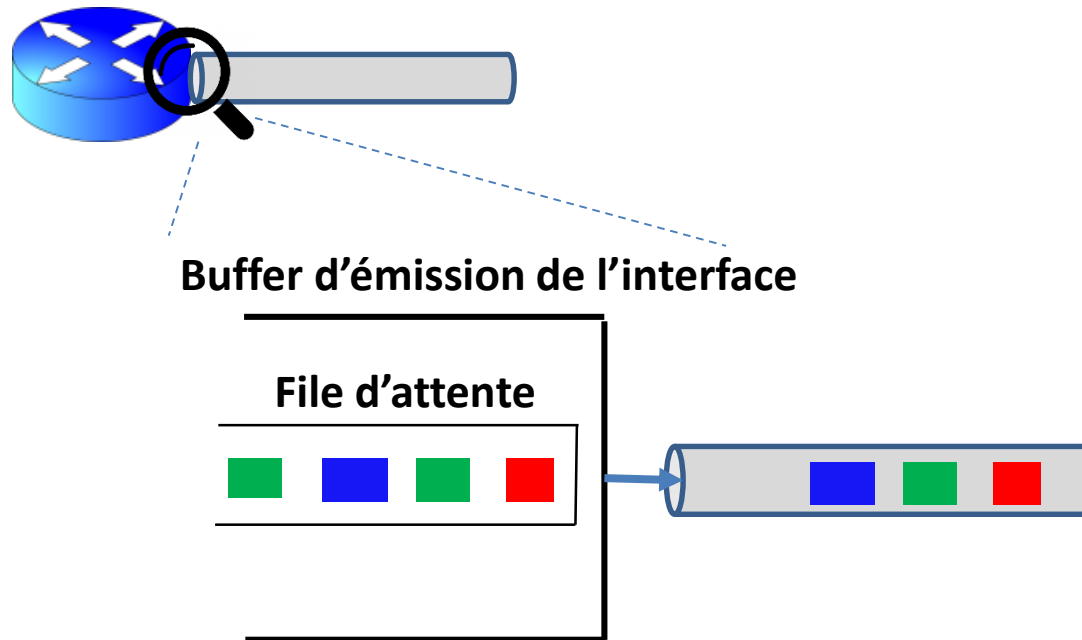 Buffer d’émission de l’interface
File d’attente